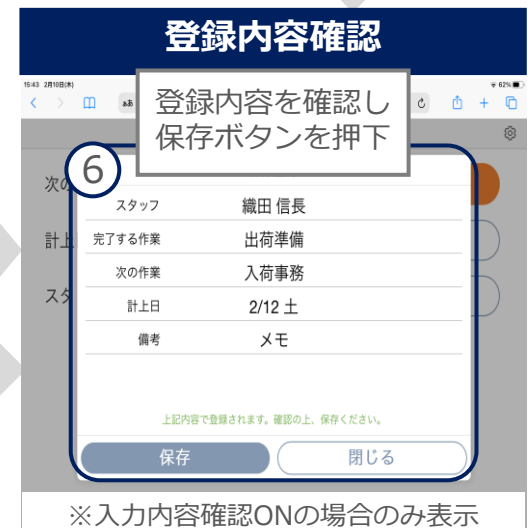 登録内容確認
15:43 2月10日(木)
62%
ああ
登録内容を確認し
保存ボタンを押下
6
次の
計上
スタ
スタッフ 織田 信長
完了する作業 出荷準備
次の作業 入荷事務
計上日 2/12 土
備考 メモ
上記内容で登録されます。確認の上、保存ください。
保存 閉じる
※入力内容確認ONの場合のみ表示